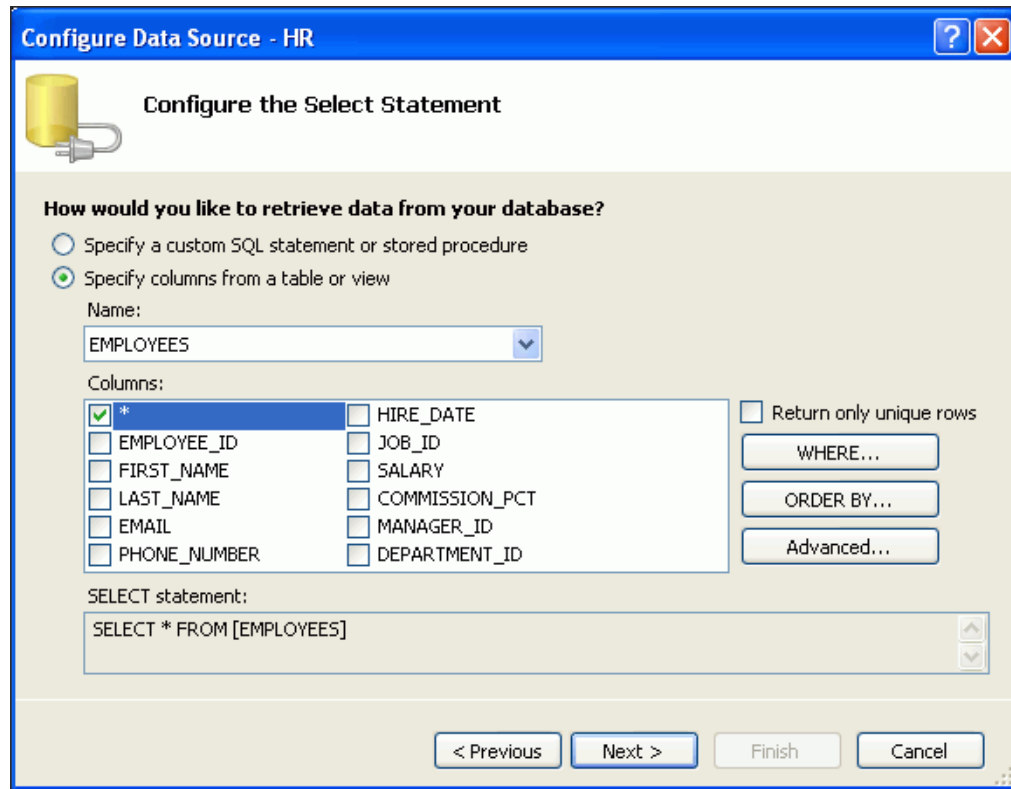 Configure Data Source - HR
Configure the Select Statement
How would you like to retrieve data from your database?
Specify a custom SQL statement or stored procedure
Specify columns from a table or view
Name:
EMPLOYEES
Columns:
* HIRE_DATE
EMPLOYEE_ID JOB_ID
FIRST_NAME SALARY
LAST_NAME COMMISSION_PCT
EMAIL MANAGER_ID
PHONE_NUMBER DEPARTMENT_ID
Return only unique rows
WHERE...
ORDER BY...
Advanced...
SELECT statement:
SELECT * FROM [EMPLOYEES]
< Previous Next > Finish Cancel